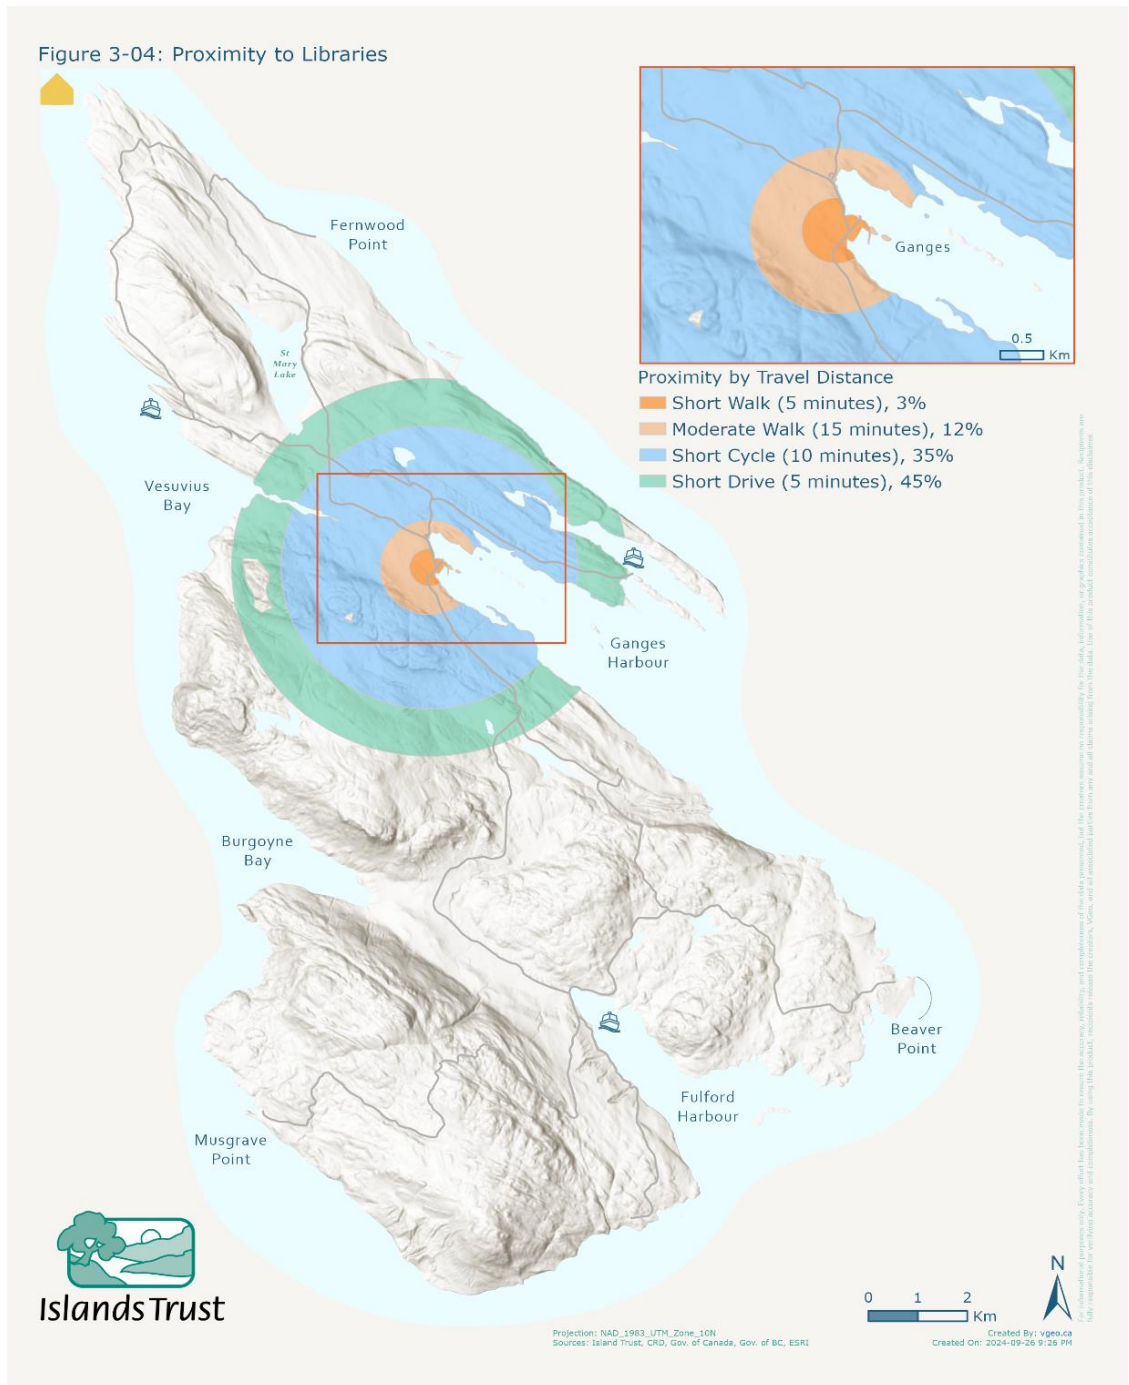 Figure 3-04: Proximity to Libraries
Fernwood
Point
St
Mary
Lake
Vesuvius
Bay
Ganges
0.5
Km
Proximity by Travel Distance
Short Walk (5 minutes), 3%
Moderate Walk (15 minutes), 12%
Short Cycle (10 minutes), 35%
Short Drive (5 minutes), 45%
Ganges
Harbour
Burgoyne
Bay
Beaver
Point
Fulford
Harbour
Musgrave
Point
Islands Trust
N
0 1 2
Km
Projection: NAD_1983_UTM_Zone_10N
Sources: Island Trust, CRD, Gov. of Canada, Gov. of BC, ESRI
Created By: vgeo.ca
Created On: 2024-09-26 9:26 PM